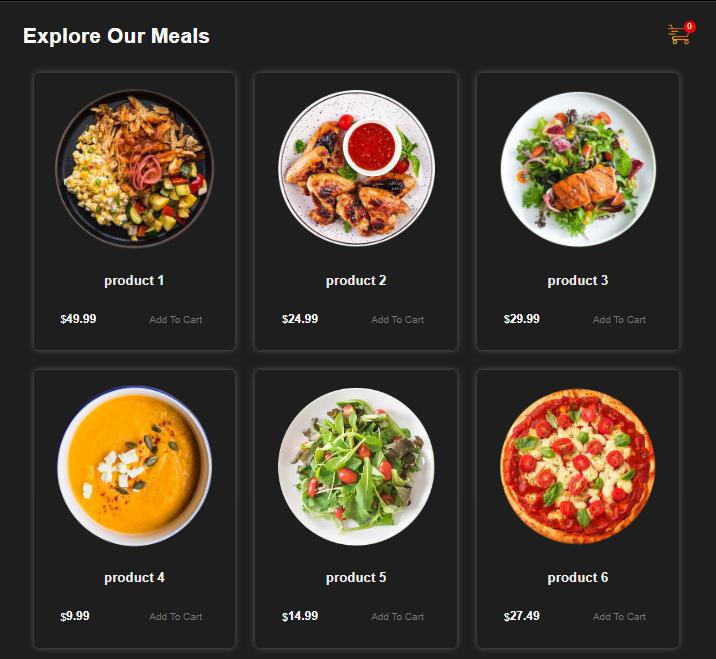 Explore Our Meals
0
product 1
product 2
product 3
$49.99
Add To Cart
$24.99
Add To Cart
$29.99
Add To Cart
product 4
product 5
product 6
$9.99
Add To Cart
$14.99
Add To Cart
$27.49
Add To Cart